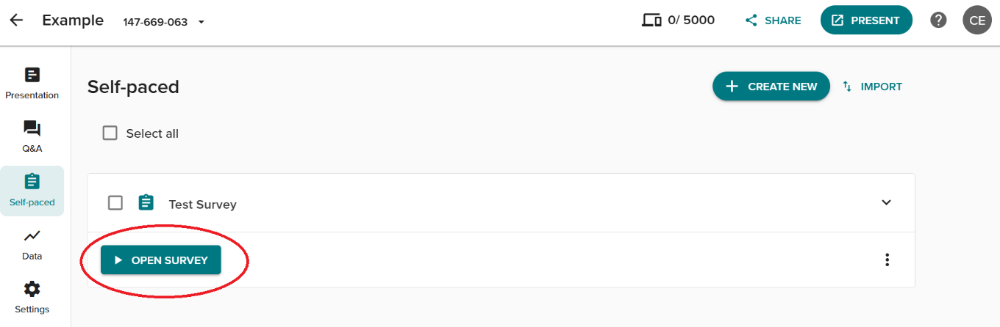 Example 147-669-063 0/ 5000 SHARE PRESENT ? CE
Presentation
Q&A
Self-paced
Data
Settings
Self-paced CREATE NEW IMPORT
Select all
Test Survey
OPEN SURVEY